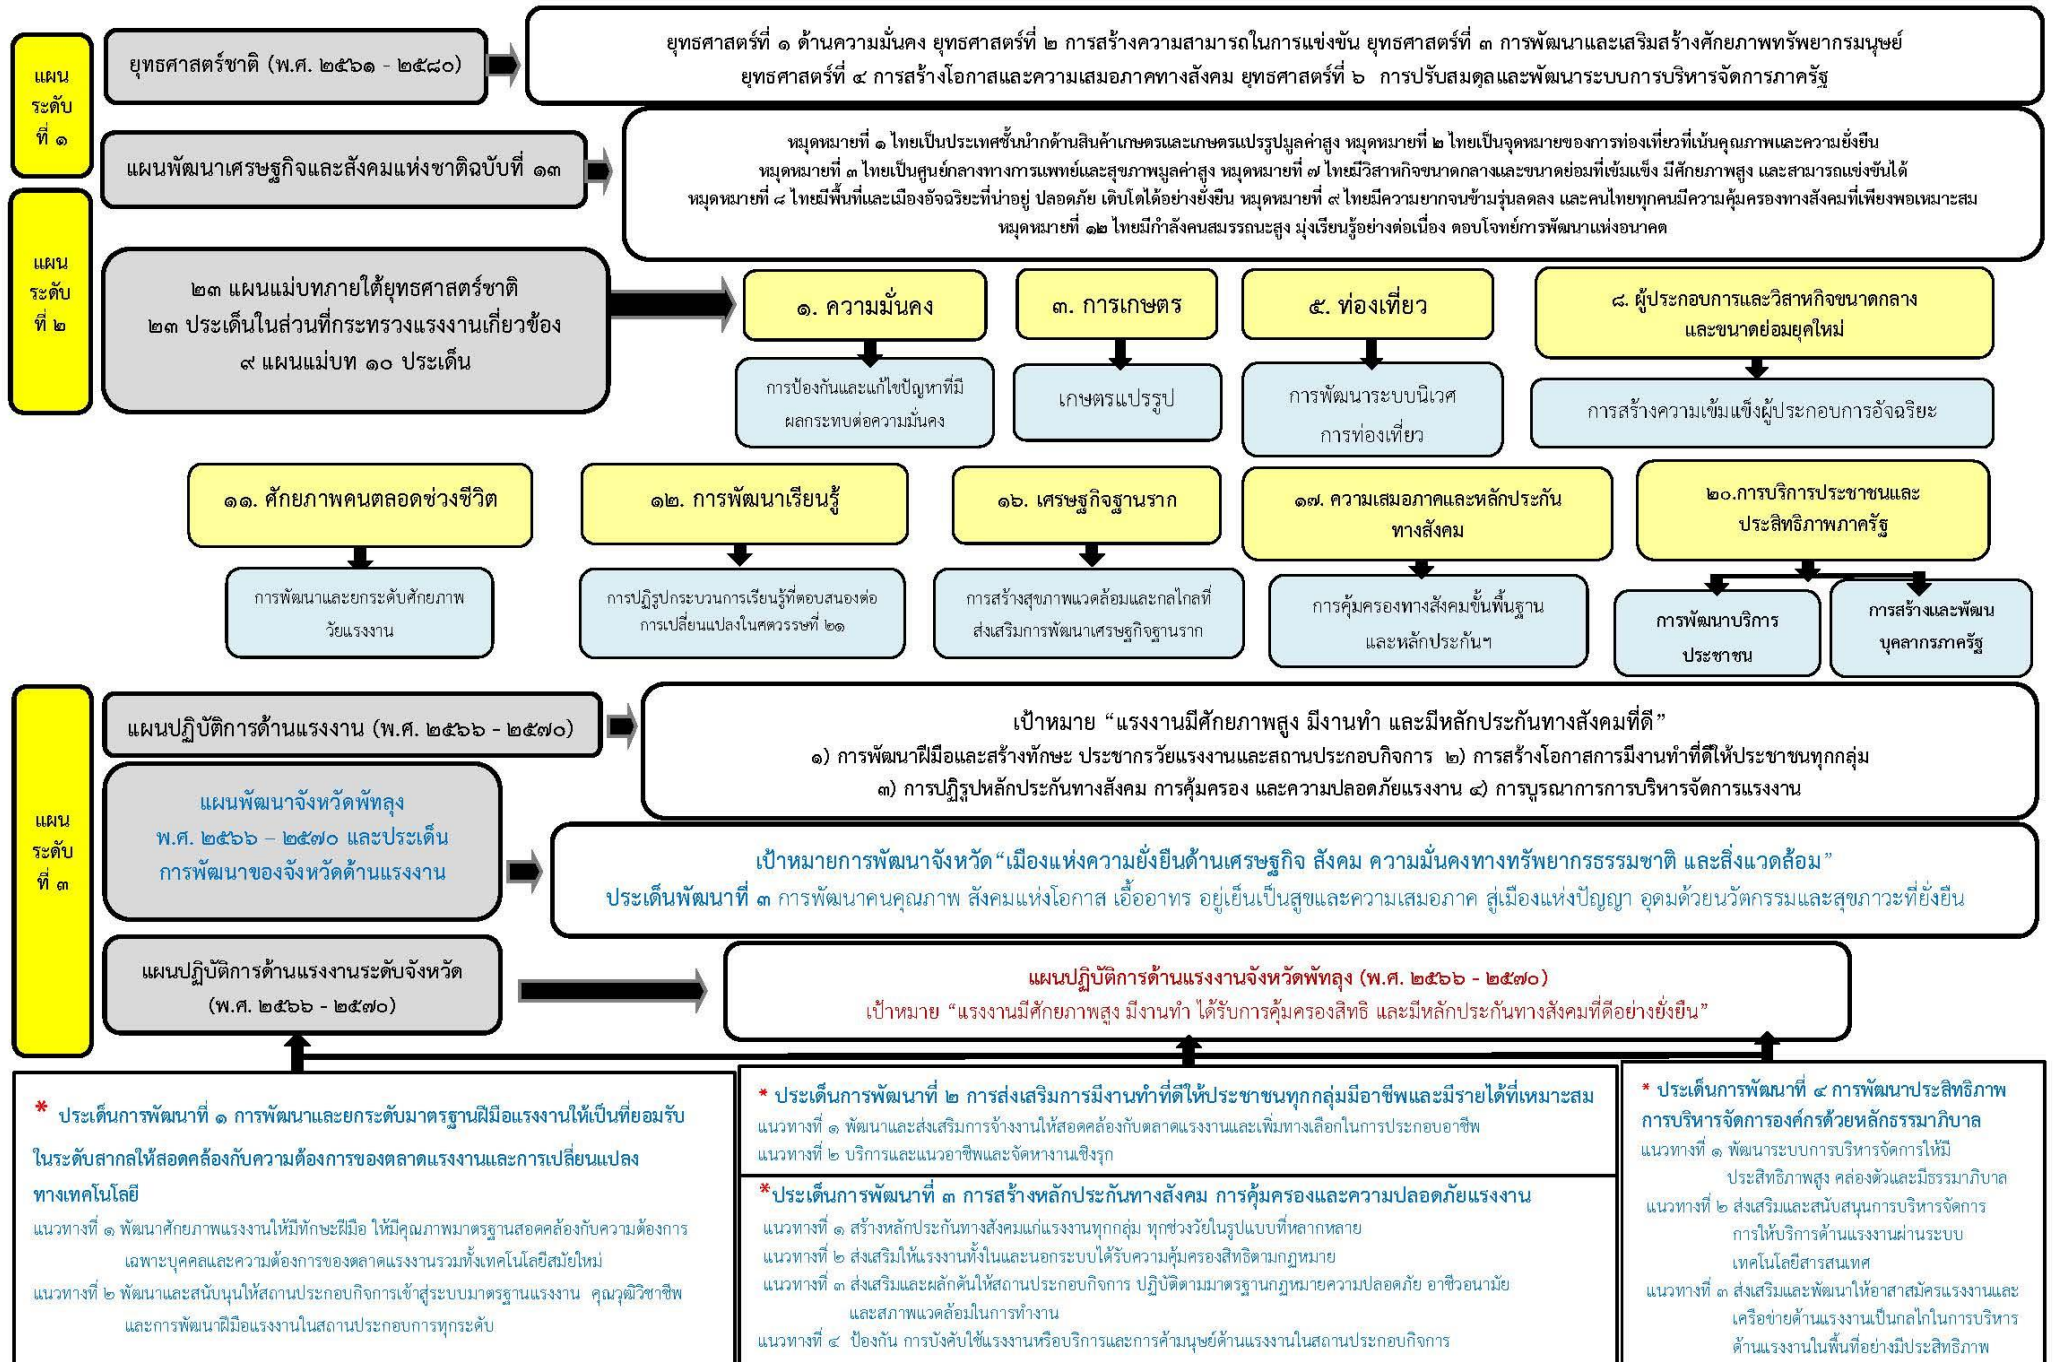 แผน
ระดับ
ที่ ๑
ยุทธศาสตร์ชาติ (พ.ศ. ๒๕๖๑ - ๒๕๘๐)
ยุทธศาสตร์ที่ ๑ ด้านความมั่นคง ยุทธศาสตร์ที่ ๒ การสร้างความสามารถในการแข่งขัน ยุทธศาสตร์ที่ ๓ การพัฒนาและเสริมสร้างศักยภาพทรัพยากรมนุษย์
ยุทธศาสตร์ที่ ๔ การสร้างโอกาสและความเสมอภาคทางสังคม ยุทธศาสตร์ที่ ๖ การปรับสมดุลและพัฒนาระบบการบริหารจัดการภาครัฐ
แผนพัฒนาเศรษฐกิจและสังคมแห่งชาติฉบับที่ ๑๓
หมุดหมายที่ ๑ ไทยเป็นประเทศชั้นนำกด้านสินค้าเกษตรและเกษตรแปรรูปมูลค่าสูง หมุดหมายที่ ๒ ไทยเป็นจุดหมายของการท่องเที่ยวที่เน้นคุณภาพและความยั่งยืน
หมุดหมายที่ ๓ ไทยเป็นศูนย์กลางทางการแพทย์และสุขภาพมูลค่าสูง หมุดหมายที่ ๗ ไทยมีวิสาหกิจขนาดกลางและขนาดย่อมที่เข้มแข็ง มีศักยภาพสูง และสามารถแข่งขันได้
หมุดหมายที่ ๘ ไทยมีพื้นที่และเมืองอัจฉริยะที่น่าอยู่ ปลอดภัย เติบโตได้อย่างยั่งยืน หมุดหมายที่ ๙ ไทยมีความยากจนข้ามรุ่นลดลง และคนไทยทุกคนมีความคุ้มครองทางสังคมที่เพียงพอเหมาะสม
หมุดหมายที่ ๑๒ ไทยมีกำลังคนสมรรถนะสูง มุ่งเรียนรู้อย่างต่อเนื่อง ตอบโจทย์การพัฒนาแห่งอนาคต
แผน
ระดับ
ที่ ๒
๒๓ แผนแม่บทภายใต้ยุทธศาสตร์ชาติ
๒๓ ประเด็นในส่วนที่กระทรวงแรงงานเกี่ยวข้อง
๙ แผนแม่บท ๑๐ ประเด็น
๑. ความมั่นคง
๓. การเกษตร
๕. ท่องเที่ยว
๘. ผู้ประกอบการและวิสาหกิจขนาดกลาง
และขนาดย่อมยุคใหม่
การป้องกันและแก้ไขปัญหาที่มี
ผลกระทบต่อความมั่นคง
เกษตรแปรรูป
การพัฒนาระบบนิเวศ
การท่องเที่ยว
การสร้างความเข้มแข็งผู้ประกอบการอัจฉริยะ
๑๑. ศักยภาพคนตลอดช่วงชีวิต
๑๒. การพัฒนาเรียนรู้
๑๖. เศรษฐกิจฐานราก
๑๗. ความเสมอภาคและหลักประกัน
ทางสังคม
๒๐.การบริการประชาชนและ
ประสิทธิภาพภาครัฐ
การพัฒนาและยกระดับศักยภาพ
วัยแรงงาน
การปฏิรูปกระบวนการเรียนรู้ที่ตอบสนองต่อ
การเปลี่ยนแปลงในศตวรรษที่ ๒๑
การสร้างสุขภาพแวดล้อมและกลไกลที่
ส่งเสริมการพัฒนาเศรษฐกิจฐานราก
การคุ้มครองทางสังคมขั้นพื้นฐาน
และหลักประกันฯ
การพัฒนาบริการ
ประชาชน
การสร้างและพัฒน
บุคลากรภาครัฐ
แผน
ระดับ
ที่ ๓
แผนปฏิบัติการด้านแรงงาน (พ.ศ. ๒๕๖๖ - ๒๕๗๐)
เป้าหมาย “แรงงานมีศักยภาพสูง มีงานทำ และมีหลักประกันทางสังคมที่ดี”
๑) การพัฒนาฝีมือและสร้างทักษะ ประชากรวัยแรงงานและสถานประกอบกิจการ ๒) การสร้างโอกาสการมีงานทำที่ดีให้ประชาชนทุกกลุ่ม
๓) การปฏิรูปหลักประกันทางสังคม การคุ้มครอง และความปลอดภัยแรงงาน ๔) การบูรณาการการบริหารจัดการแรงงาน
แผนพัฒนาจังหวัดพัทลุง
พ.ศ. ๒๕๖๖ – ๒๕๗๐ และประเด็น
การพัฒนาของจังหวัดด้านแรงงาน
เป้าหมายการพัฒนาจังหวัด“เมืองแห่งความยั่งยืนด้านเศรษฐกิจ สังคม ความมั่นคงทางทรัพยากรธรรมชาติ และสิ่งแวดล้อม”
ประเด็นพัฒนาที่ ๓ การพัฒนาคนคุณภาพ สังคมแห่งโอกาส เอื้ออาทร อยู่เย็นเป็นสุขและความเสมอภาค สู่เมืองแห่งปัญญา อุดมด้วยนวัตกรรมและสุขภาวะที่ยั่งยืน
แผนปฏิบัติการด้านแรงงานระดับจังหวัด
(พ.ศ. ๒๕๖๖ - ๒๕๗๐)
แผนปฏิบัติการด้านแรงงานจังหวัดพัทลุง (พ.ศ. ๒๕๖๖ - ๒๕๗๐)
เป้าหมาย “แรงงานมีศักยภาพสูง มีงานทำ ได้รับการคุ้มครองสิทธิ และมีหลักประกันทางสังคมที่ดีอย่างยั่งยืน”
* ประเด็นการพัฒนาที่ ๑ การพัฒนาและยกระดับมาตรฐานฝีมือแรงงานให้เป็นที่ยอมรับ
ในระดับสากลให้สอดคล้องกับความต้องการของตลาดแรงงานและการเปลี่ยนแปลง
ทางเทคโนโลยี
แนวทางที่ ๑ พัฒนาศักยภาพแรงงานให้มีทักษะฝีมือ ให้มีคุณภาพมาตรฐานสอดคล้องกับความต้องการ
เฉพาะบุคคลและความต้องการของตลาดแรงงานรวมทั้งเทคโนโลยีสมัยใหม่
แนวทางที่ ๒ พัฒนาและสนับนุนให้สถานประกอบกิจการเข้าสู่ระบบมาตรฐานแรงงาน คุณวุฒิวิชาชีพ
และการพัฒนาฝีมือแรงงานในสถานประกอบการทุกระดับ
* ประเด็นการพัฒนาที่ ๒ การส่งเสริมการมีงานทำที่ดีให้ประชาชนทุกกลุ่มมีอาชีพและมีรายได้ที่เหมาะสม
แนวทางที่ ๑ พัฒนาและส่งเสริมการจ้างงานให้สอดคล้องกับตลาดแรงงานและเพิ่มทางเลือกในการประกอบอาชีพ
แนวทางที่ ๒ บริการและแนวอาชีพและจัดหางานเชิงรุก
*ประเด็นการพัฒนาที่ ๓ การสร้างหลักประกันทางสังคม การคุ้มครองและความปลอดภัยแรงงาน
แนวทางที่ ๑ สร้างหลักประกันทางสังคมแก่แรงงานทุกกลุ่ม ทุกช่วงวัยในรูปแบบที่หลากหลาย
แนวทางที่ ๒ ส่งเสริมให้แรงงานทั้งในและนอกระบบได้รับความคุ้มครองสิทธิตามกฎหมาย
แนวทางที่ ๓ ส่งเสริมและผลักดันให้สถานประกอบกิจการ ปฏิบัติตามมาตรฐานกฎหมายความปลอดภัย อาชีวอนามัย
และสภาพแวดล้อมในการทำงาน
แนวทางที่ ๔ ป้องกัน การบังคับใช้แรงงานหรือบริการและการค้ามนุษย์ด้านแรงงานในสถานประกอบกิจการ
* ประเด็นการพัฒนาที่ ๔ การพัฒนาประสิทธิภาพ
การบริหารจัดการองค์กรด้วยหลักธรรมาภิบาล
แนวทางที่ ๑ พัฒนาระบบการบริหารจัดการให้มี
ประสิทธิภาพสูง คล่องตัวและมีธรรมาภิบาล
แนวทางที่ ๒ ส่งเสริมและสนับสนุนการบริหารจัดการ
การให้บริการด้านแรงงานผ่านระบบ
เทคโนโลยีสารสนเทศ
แนวทางที่ ๓ ส่งเสริมและพัฒนาให้อาสาสมัครแรงงานและ
เครือข่ายด้านแรงงานเป็นกลไกในการบริหาร
ด้านแรงงานในพื้นที่อย่างมีประสิทธิภาพ